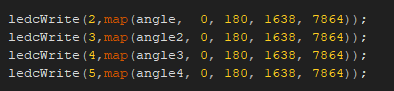 ledcWrite(2,map(angle,  0, 180, 1638, 7864));
ledcWrite(3,map(angle2, 0, 180, 1638, 7864));
ledcWrite(4,map(angle3, 0, 180, 1638, 7864));
ledcWrite(5,map(angle4, 0, 180, 1638, 7864));